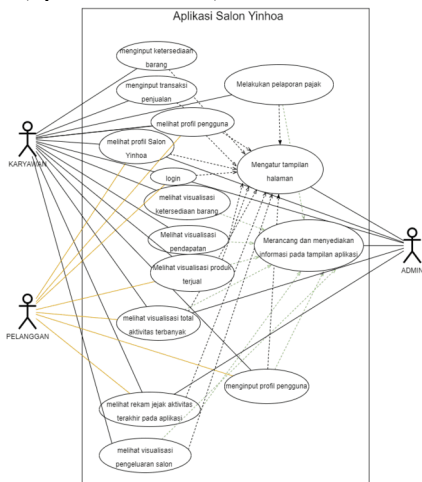 Aplikasi Salon Yinhoa
menginput ketersediaan
barang
menginput transaksi
penjualan
Melakukan pelaporan pajak
melihat profil pengguna
KARYAWAN
melihat profil Salon
Yinhoa
Mengatur tampilan
halaman
login
melihat visualisasi
ketersediaan barang
Melihat visualisasi
pendapatan
Merancang dan menyediakan
informasi pada tampilan aplikasi
ADMIN
Melihat visualisasi produk
terjual
PELANGGAN
melihat visualisasi total
aktivitas terbanyak
menginput profil pengguna
melihat rekam jejak aktivitas
terakhir pada aplikasi
melihat visualisasi
pengeluaran salon